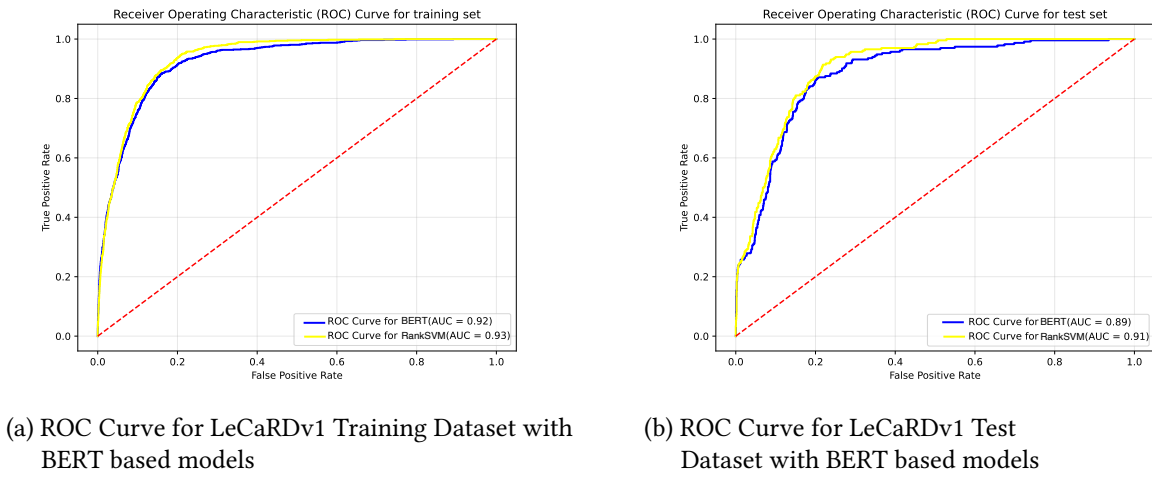 Receiver Operating Characteristic (ROC) Curve for training set
1.0
0.8
0.6
0.4
0.2
0.0
True Positive Rate
0.0 0.2 0.4 0.6 0.8 1.0
False Positive Rate
ROC Curve for BERT(AUC = 0.92)
ROC Curve for RankSVM(AUC = 0.93)
(a) ROC Curve for LeCaRDv1 Training Dataset with
BERT based models
Receiver Operating Characteristic (ROC) Curve for test set
1.0
0.8
0.6
0.4
0.2
0.0
True Positive Rate
0.0 0.2 0.4 0.6 0.8 1.0
False Positive Rate
ROC Curve for BERT(AUC = 0.89)
ROC Curve for RankSVM(AUC = 0.91)
(b) ROC Curve for LeCaRDv1 Test
Dataset with BERT based models